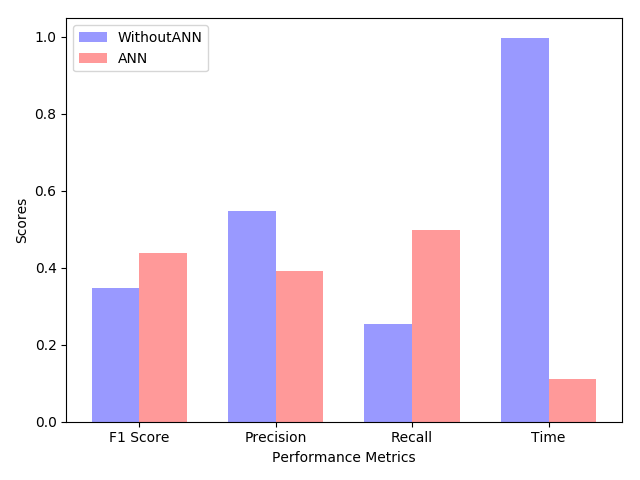 WithoutANN
ANN
1.0
0.8
0.6
0.4
0.2
0.0
Scores
F1 Score Precision Recall Time
Performance Metrics